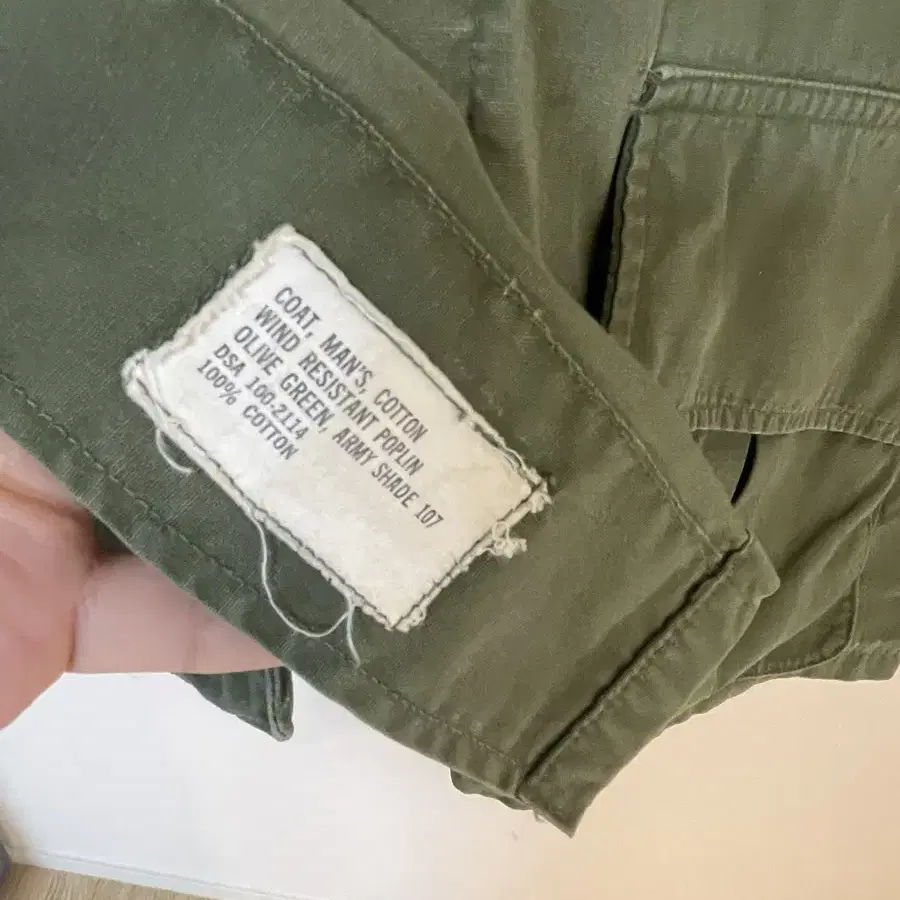 COAT, MAN'S, COTTON
WIND RESISTANT POPLIN
OLIVE GREEN, ARMY SHADE 107
DSA 100-2114
100% COTTON